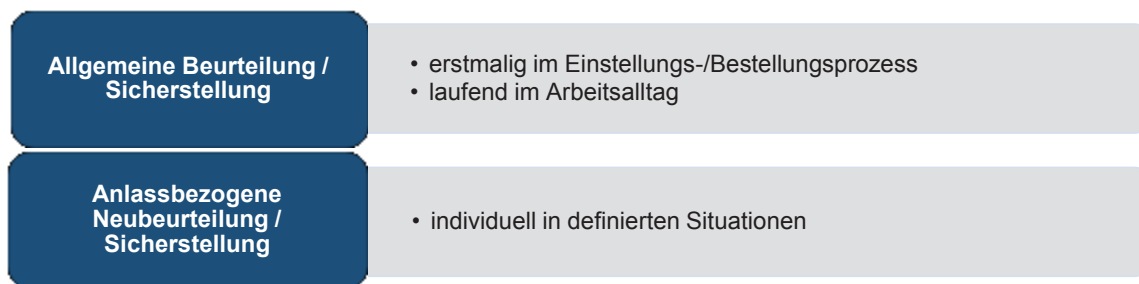 Allgemeine Beurteilung /
Sicherstellung
• erstmalig im Einstellungs-/Bestellungsprozess
• laufend im Arbeitsalltag
Anlassbezogene
Neubeurteilung /
Sicherstellung
• individuell in definierten Situationen